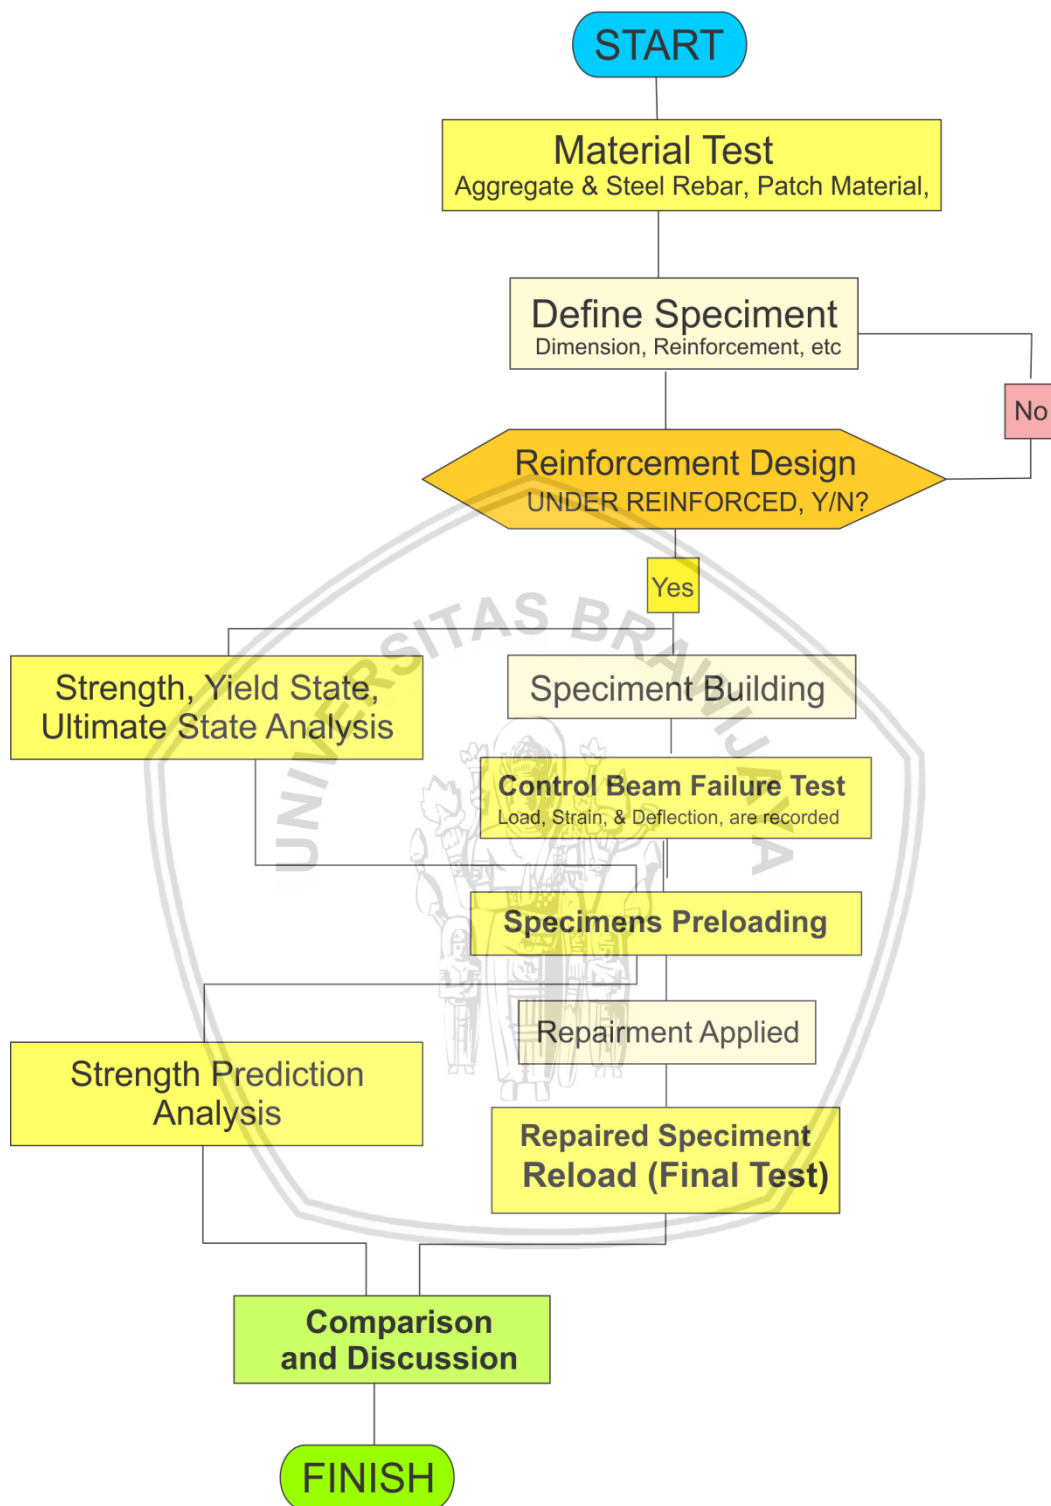 START
Material Test
Aggregate & Steel Rebar, Patch Material,
Define Speciment
Dimension, Reinforcement, etc
No
Reinforcement Design
UNDER REINFORCED, Y/N?
Yes
UNIVERSITAS BRAWIJAYA
Strength, Yield State,
Ultimate State Analysis
Speciment Building
Control Beam Failure Test
Load, Strain, & Deflection, are recorded
Specimens Preloading
Repairment Applied
Strength Prediction
Analysis
Repaired Speciment
Reload (Final Test)
Comparison
and Discussion
FINISH